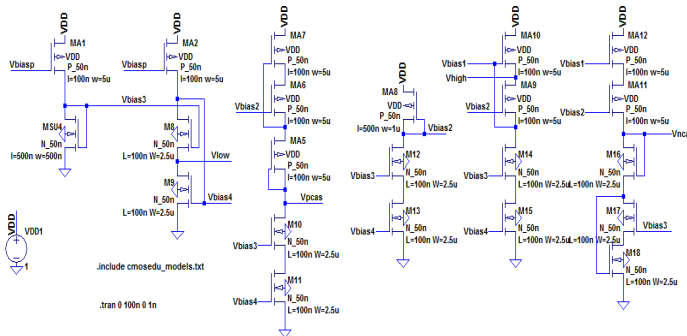 VDD
MA1
VDD
P_50n
l=100n w=5u
Vbiasp
MSU4
N_50n
l=500n w=500n
VDD
MA2
VDD
P_50n
l=100n w=5u
Vbiasp
Vbias3
M8
N_50n
L=100n W=2.5u
Vlow
M9
N_50n
L=100n W=2.5u
Vbias4
VDD
MA7
VDD
P_50n
l=100n w=5u
MA6
VDD
P_50n
l=100n w=5u
Vbias2
MA5
VDD
P_50n
l=100n w=5u
Vpcas
M10
N_50n
L=100n W=2.5u
Vbias3
M11
N_50n
L=100n W=2.5u
Vbias4
VDD
MA8
VDD
P_50n
l=500n w=1u
Vbias2
M12
N_50n
L=100n W=2.5u
Vbias3
M13
N_50n
L=100n W=2.5u
Vbias4
VDD
MA10
VDD
P_50n
l=100n w=5u
Vbias1
Vhigh
MA9
VDD
P_50n
l=100n w=5u
Vbias2
M14
N_50n
L=100n W=2.5u
Vbias3
M15
N_50n
L=100n W=2.5u
Vbias4
VDD
MA12
VDD
P_50n
l=100n w=5u
Vbias1
MA11
VDD
P_50n
l=100n w=5u
Vbias2
M16
N_50n
L=100n W=2.5u
M17
N_50n
L=100n W=2.5u
Vbias3
M18
N_50n
L=100n W=2.5u
VDD
VDD1
1
.include cmosedu_models.txt
.tran 0 100n 0 1n